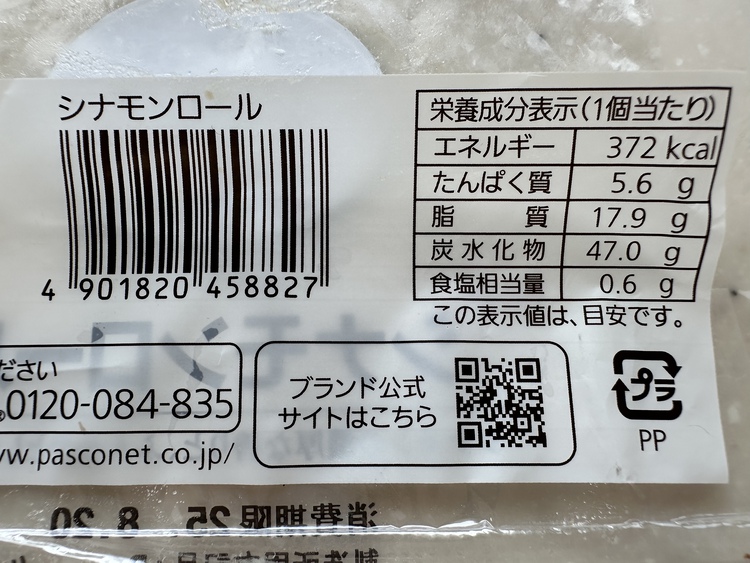 シナモンロール
4 901820 458827
栄養成分表示(1個当たり)
エネルギー 372 kcal
たんぱく質 5.6 g
脂質 17.9 g
炭水化物 47.0 g
食塩相当量 0.6 g
この表示値は、目安です。
ださい
0120-084-835
w.pasconet.co.jp/
ブランド公式
サイトはこちら
プラ
PP
消費期限25. 8.20